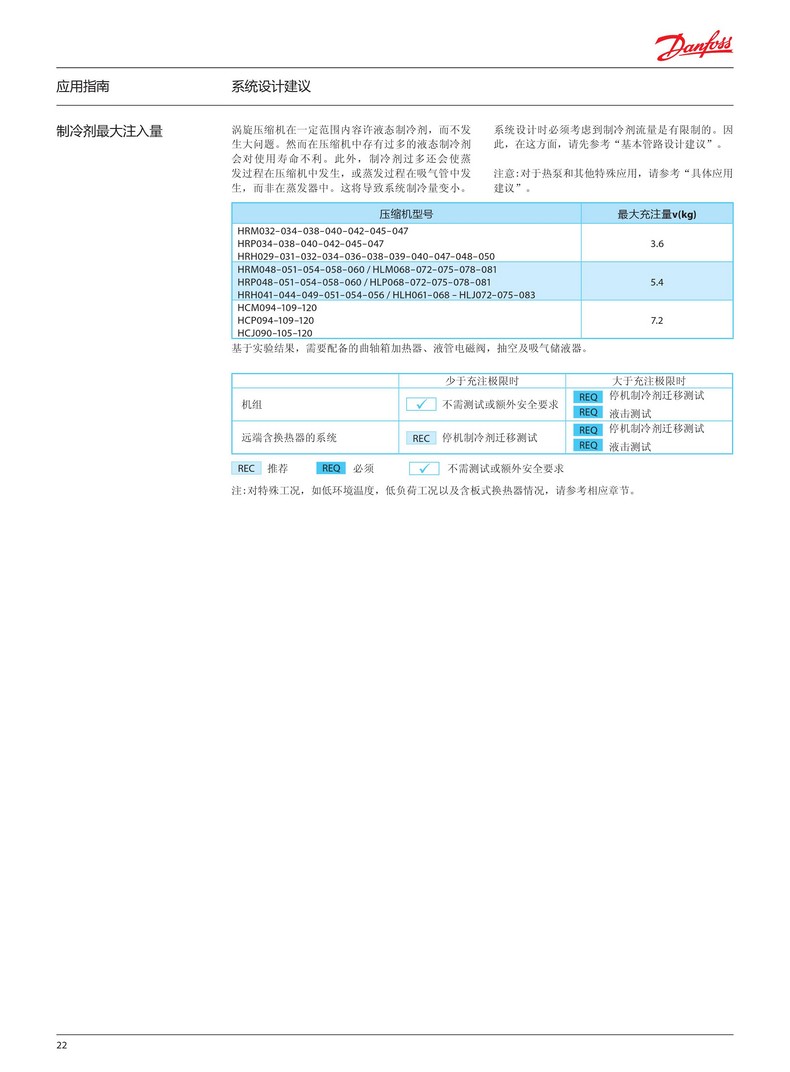 Danfoss
应用指南
系统设计建议
制冷剂最大注入量
涡旋压缩机在一定范围内容许液态制冷剂，而不发
生大问题。然而在压缩机中存有过多的液态制冷剂
会对使用寿命不利。此外，制冷剂过多还会使蒸
发过程在压缩机中发生，或蒸发过程在吸气管中发
生，而非在蒸发器中。这将导致系统制冷量变小。
系统设计时必须考虑到制冷剂流量是有限制的。因
此，在这方面，请先参考“基本管路设计建议”。
注意:对于热泵和其他特殊应用，请参考“具体应用
建议”。
压缩机型号
最大充注量v(kg)
HRM032-034-038-040-042-045-047
HRP034-038-040-042-045-047
HRH029-031-032-034-036-038-039-040-047-048-050
3.6
HRM048-051-054-058-060 / HLM068-072-075-078-081
HRP048-051-054-058-060 / HLP068-072-075-078-081
HRH041-044-049-051-054-056 / HLH061-068 - HLJ072-075-083
5.4
HCM094-109-120
HCP094-109-120
HCJ090-105-120
7.2
基于实验结果，需要配备的曲轴箱加热器、液管电磁阀，抽空及吸气储液器。
少于充注极限时
大于充注极限时
机组
✓ 不需测试或额外安全要求
REQ 停机制冷剂迁移测试
REQ 液击测试
远端含换热器的系统
REC 停机制冷剂迁移测试
REQ 停机制冷剂迁移测试
REQ 液击测试
REC 推荐 REQ 必须 ✓ 不需测试或额外安全要求
注:对特殊工况，如低环境温度，低负荷工况以及含板式换热器情况，请参考相应章节。
22